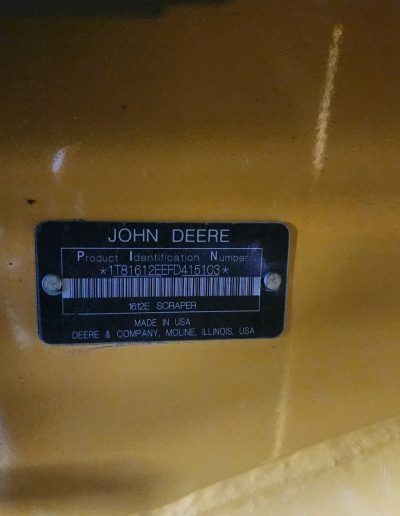 JOHN DEERE
Product Identification Number
*1T81612EEFD415103*
1612E SCRAPER
MADE IN USA
DEERE & COMPANY, MOLINE, ILLINOIS, USA